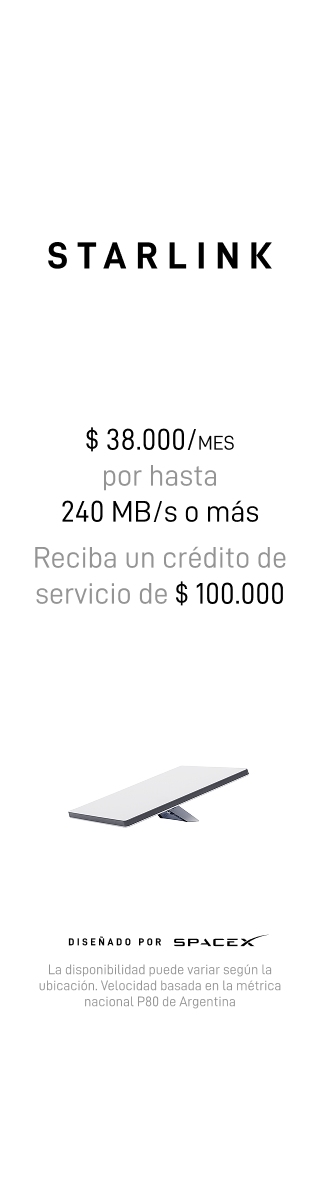 STARLINK
$ 38.000/MES
por hasta
240 MB/s o más
Reciba un crédito de
servicio de $ 100.000
DISEÑADO POR SPACEX
La disponibilidad puede variar según la
ubicación. Velocidad basada en la métrica
nacional P80 de Argentina